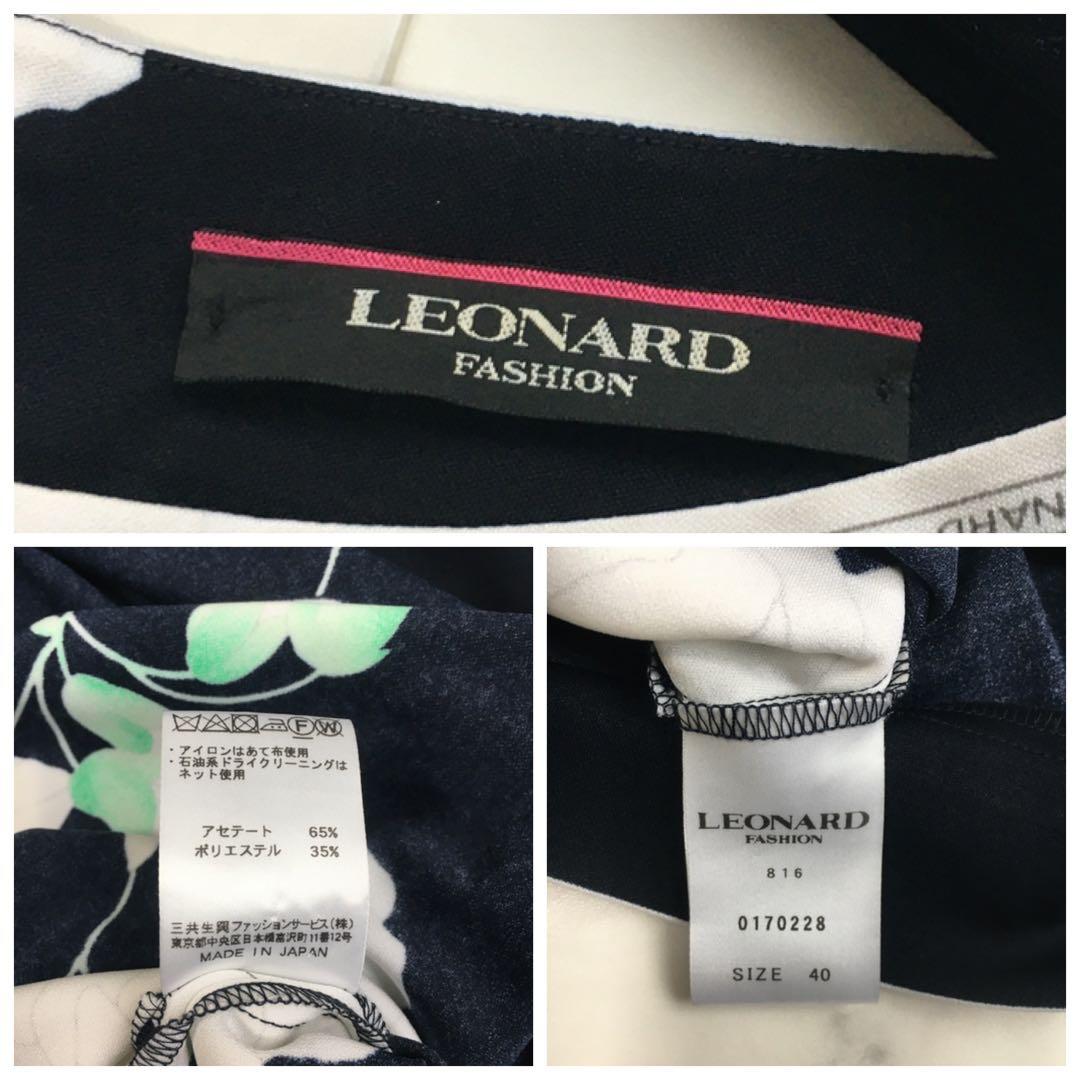 LEONARD
FASHION
NARD
・アイロンはあて布使用
・石油系ドライクリーニングは
ネット使用
アセテート 65%
ポリエステル 35%
三共生興ファッションサービス(株)
東京都中央区日本橋富沢町11番12号
MADE IN JAPAN
LEONARD
FASHION
816
0170228
SIZE 40